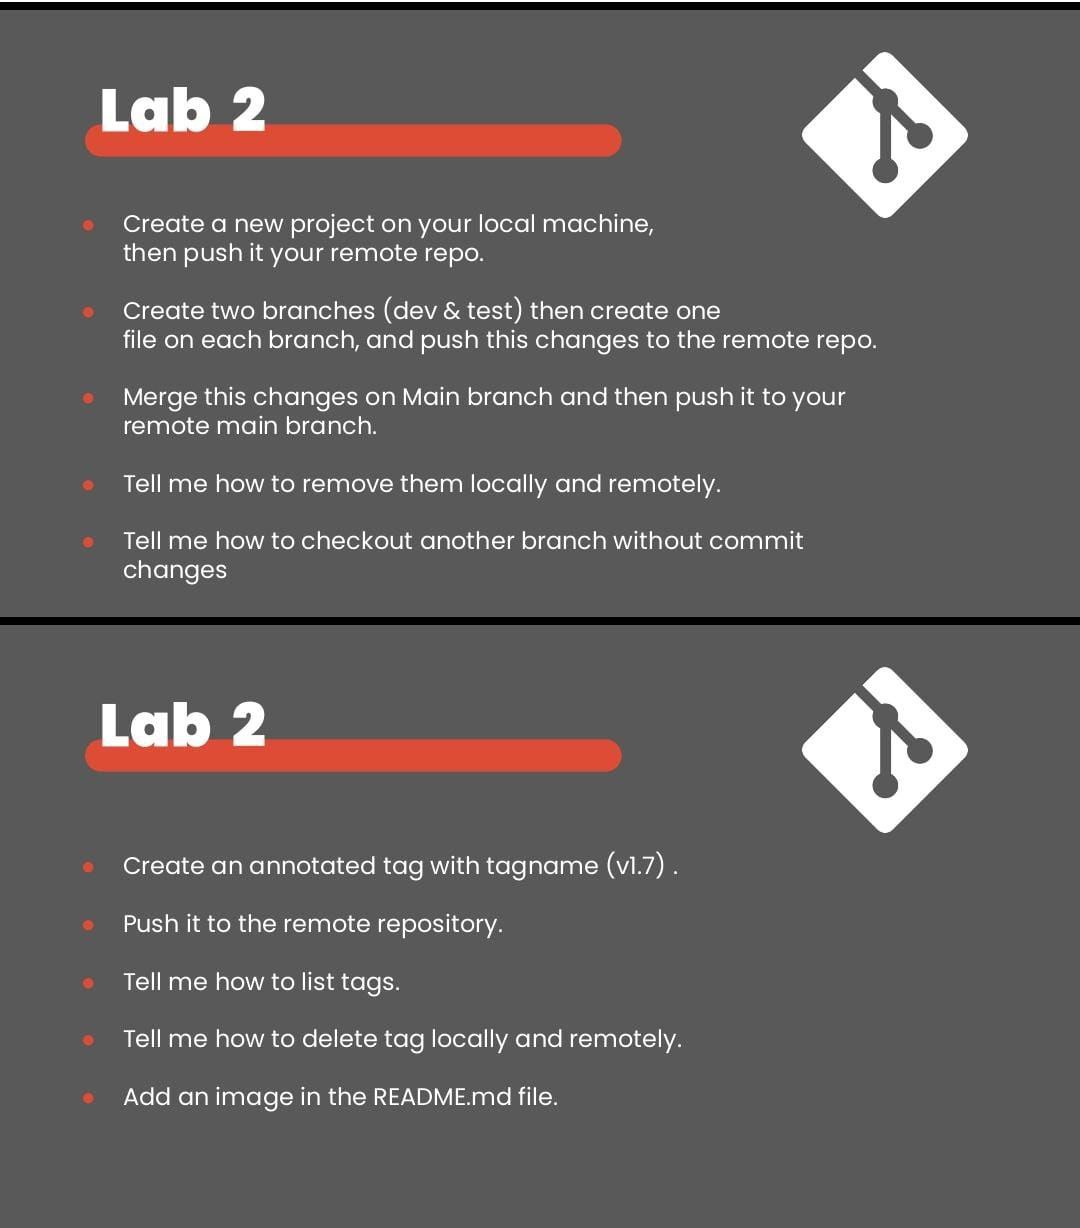 Lab 2
Create a new project on your local machine,
then push it your remote repo.
Create two branches (dev & test) then create one
file on each branch, and push this changes to the remote repo.
Merge this changes on Main branch and then push it to your
remote main branch.
Tell me how to remove them locally and remotely.
Tell me how to checkout another branch without commit
changes
Lab 2
Create an annotated tag with tagname (v1.7) .
Push it to the remote repository.
Tell me how to list tags.
Tell me how to delete tag locally and remotely.
Add an image in the README.md file.